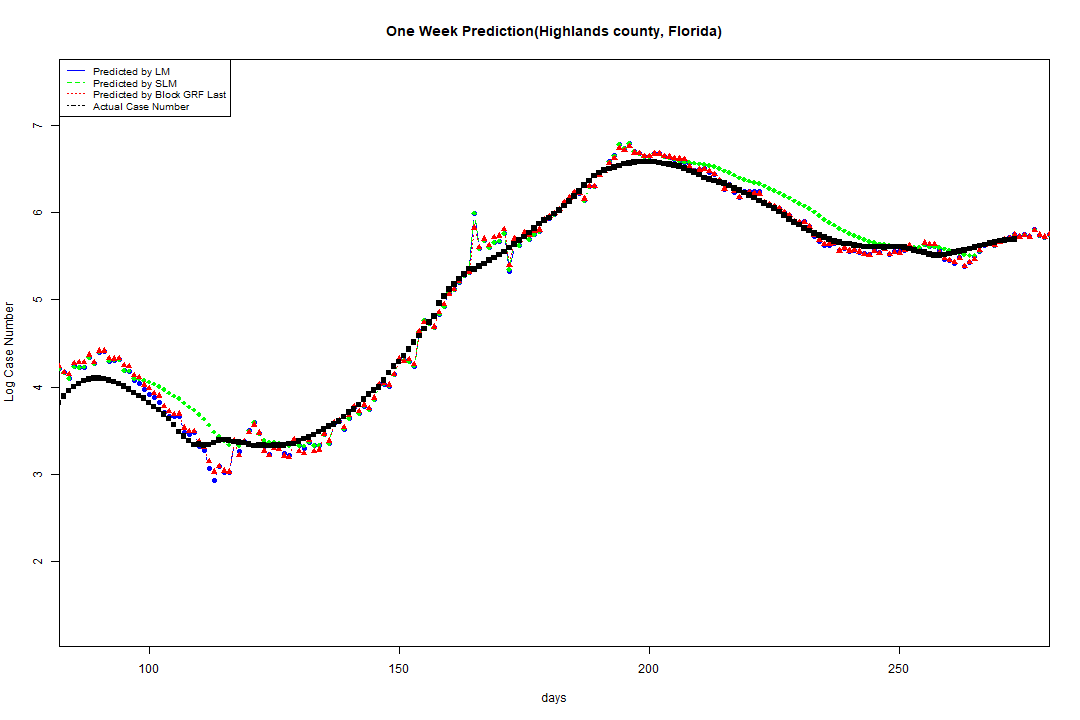 One Week Prediction(Highlands county, Florida)
Predicted by LM
Predicted by SLM
Predicted by Block GRF Last
Actual Case Number
7
6
5
4
3
2
Log Case Number
100 150 200 250
days